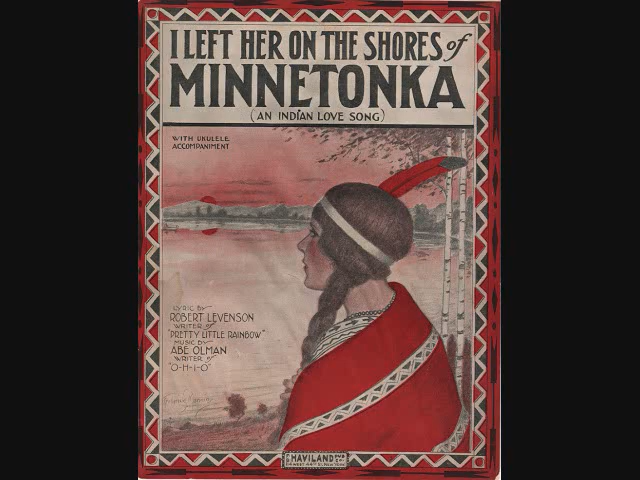 I LEFT HER ON THE SHORES of
MINNETONKA
(AN INDIAN LOVE SONG)
WITH UKULELE
ACCOMPANIMENT
LYRIC BY
ROBERT LEVENSON
WRITER OF
"PRETTY LITTLE RAINBOW"
MUSIC BY
ABE OLMAN
WRITER OF
"O-H-I-O"
HAVILAND